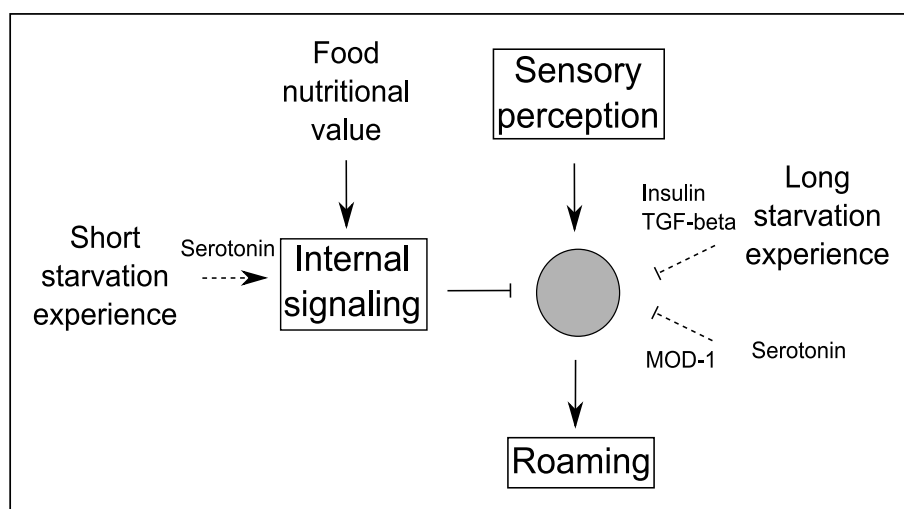 Food
nutritional
value
Sensory
perception
Short
starvation
experience
Serotonin
Internal
signaling
Insulin
TGF-beta
Long
starvation
experience
MOD-1
Serotonin
Roaming